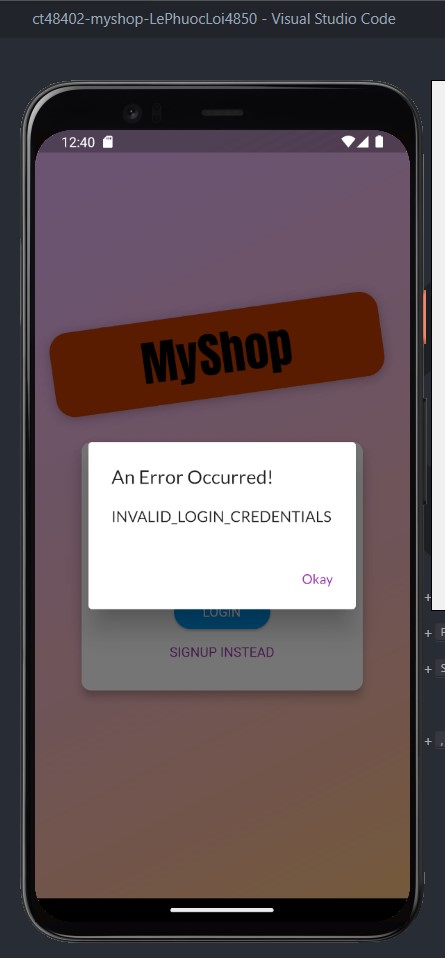 ct48402-myshop-LePhuocLoi4850 - Visual Studio Code
12:40
MyShop
An Error Occurred!
INVALID_LOGIN_CREDENTIALS
Okay
LOGIN
SIGNUP INSTEAD
+
+
+
+ ,